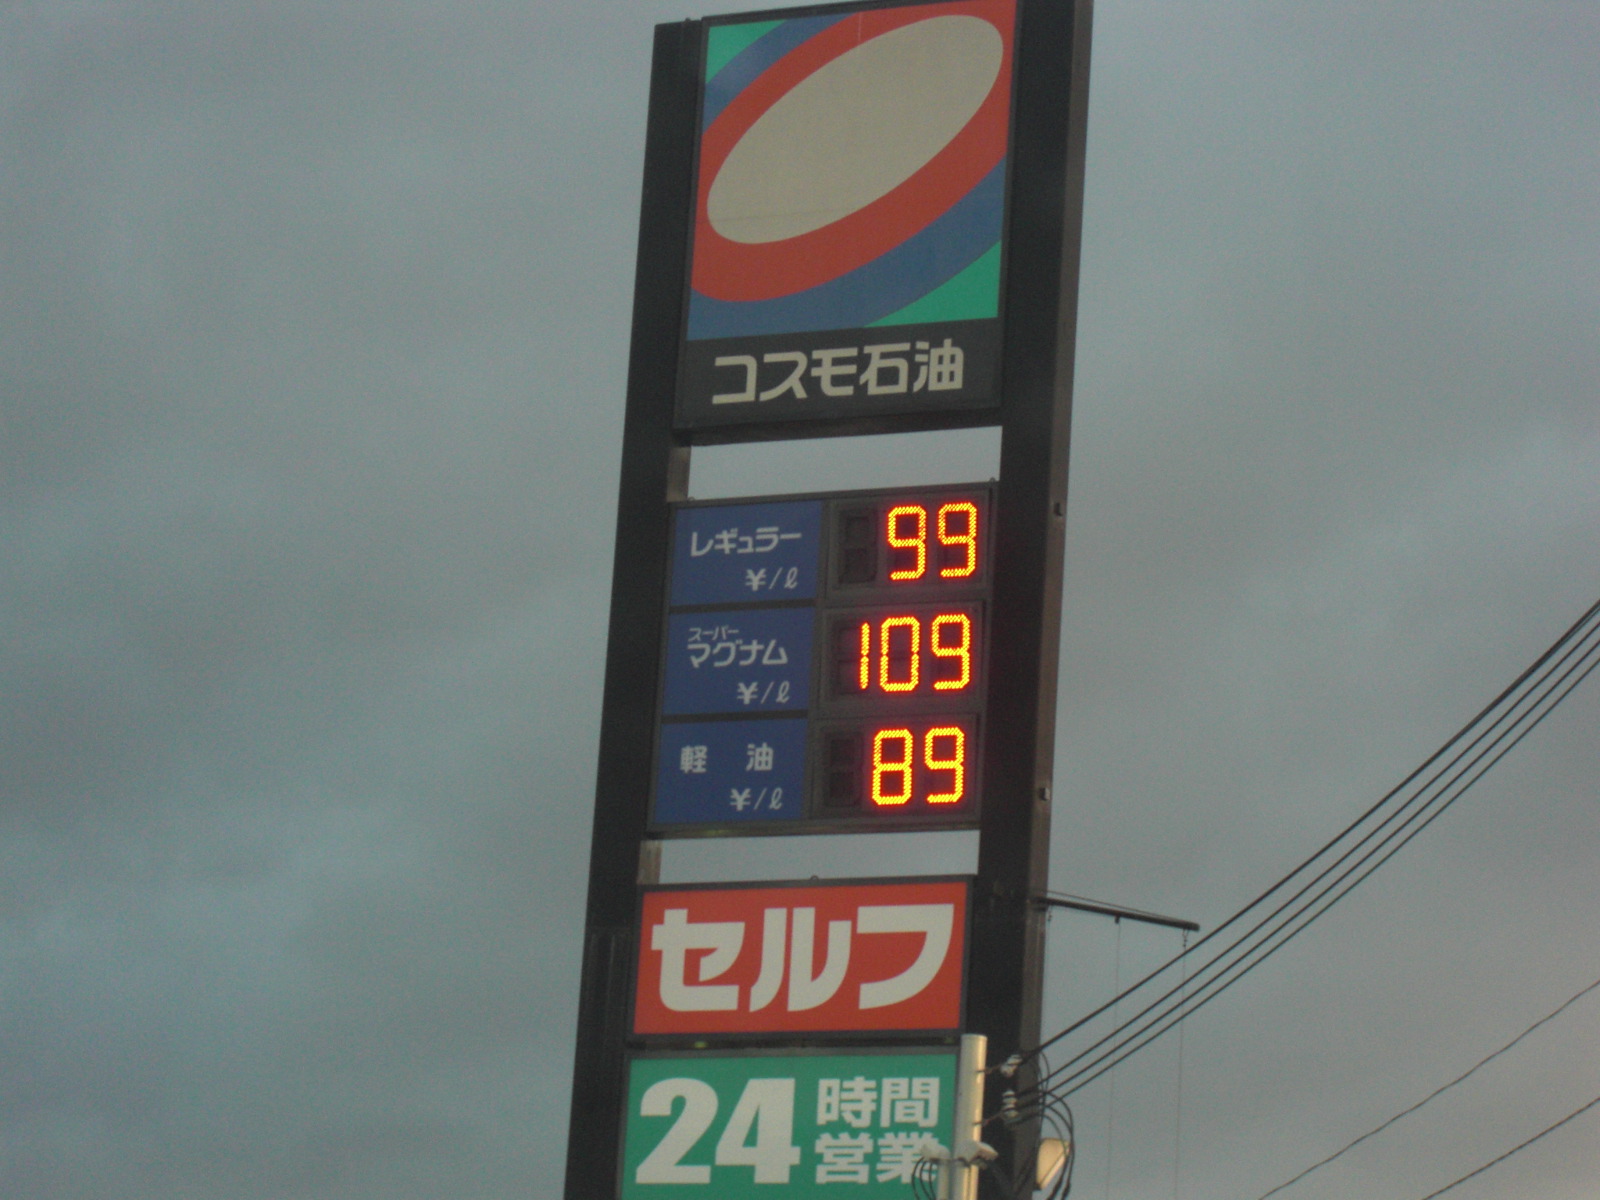 コスモ石油
レギュラー 99
¥/ℓ
スーパー
マグナム 109
¥/ℓ
軽 油 89
¥/ℓ
セルフ
24時間
営業